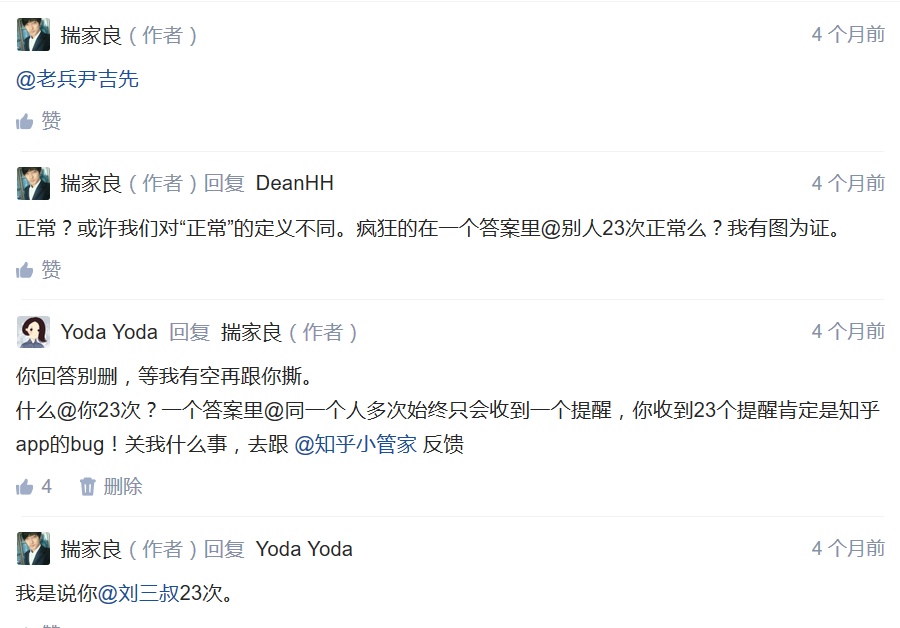 揣家良（作者） 4 个月前
@老兵尹吉先
赞
揣家良（作者）回复 DeanHH 4 个月前
正常？或许我们对“正常”的定义不同。疯狂的在一个答案里@别人23次正常么？我有图为证。
赞
Yoda Yoda 回复 揣家良（作者） 4 个月前
你回答别删，等我有空再跟你撕。
什么@你23次？一个答案里@同一个人多次始终只会收到一个提醒，你收到23个提醒肯定是知乎
app的bug！关我什么事，去跟 @知乎小管家 反馈
4 删除
揣家良（作者）回复 Yoda Yoda 4 个月前
我是说你@刘三叔23次。